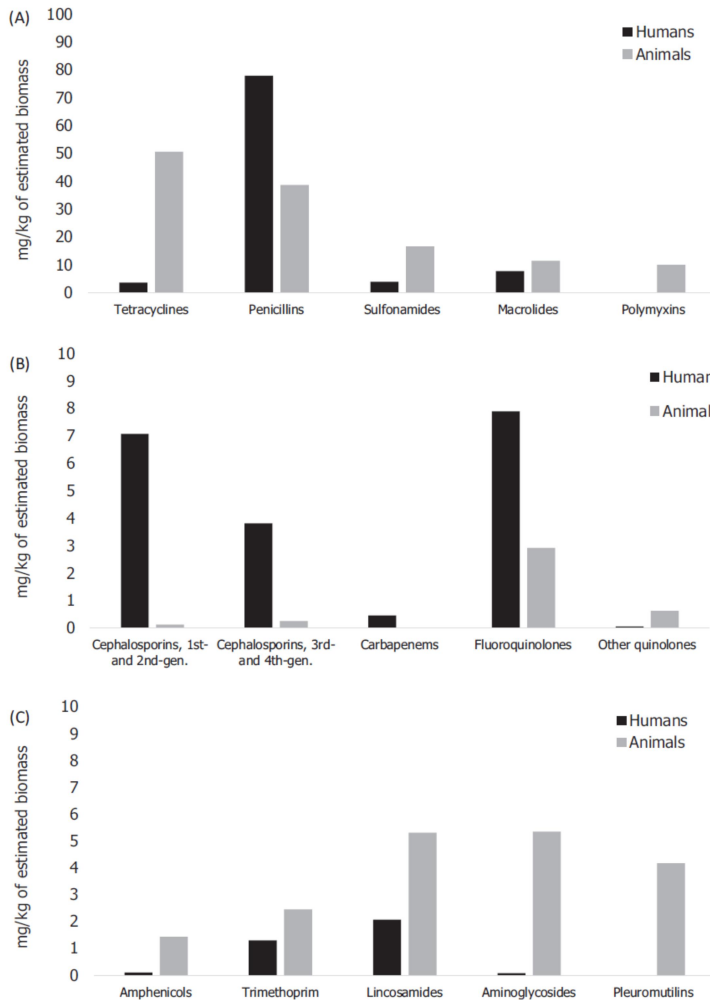 (A)
mg/kg of estimated biomass
100
90
80
70
60
50
40
30
20
10
0
Humans
Animals
Tetracyclines Penicillins Sulfonamides Macrolides Polymyxins
(B)
mg/kg of estimated biomass
10
9
8
7
6
5
4
3
2
1
0
Human
Animal
Cephalosporins, 1st- Cephalosporins, 3rd- Carbapenems Fluoroquinolones Other quinolones
and 2nd-gen. and 4th-gen.
(C)
mg/kg of estimated biomass
10
9
8
7
6
5
4
3
2
1
0
Humans
Animals
Amphenicols Trimethoprim Lincosamides Aminoglycosides Pleuromutilins